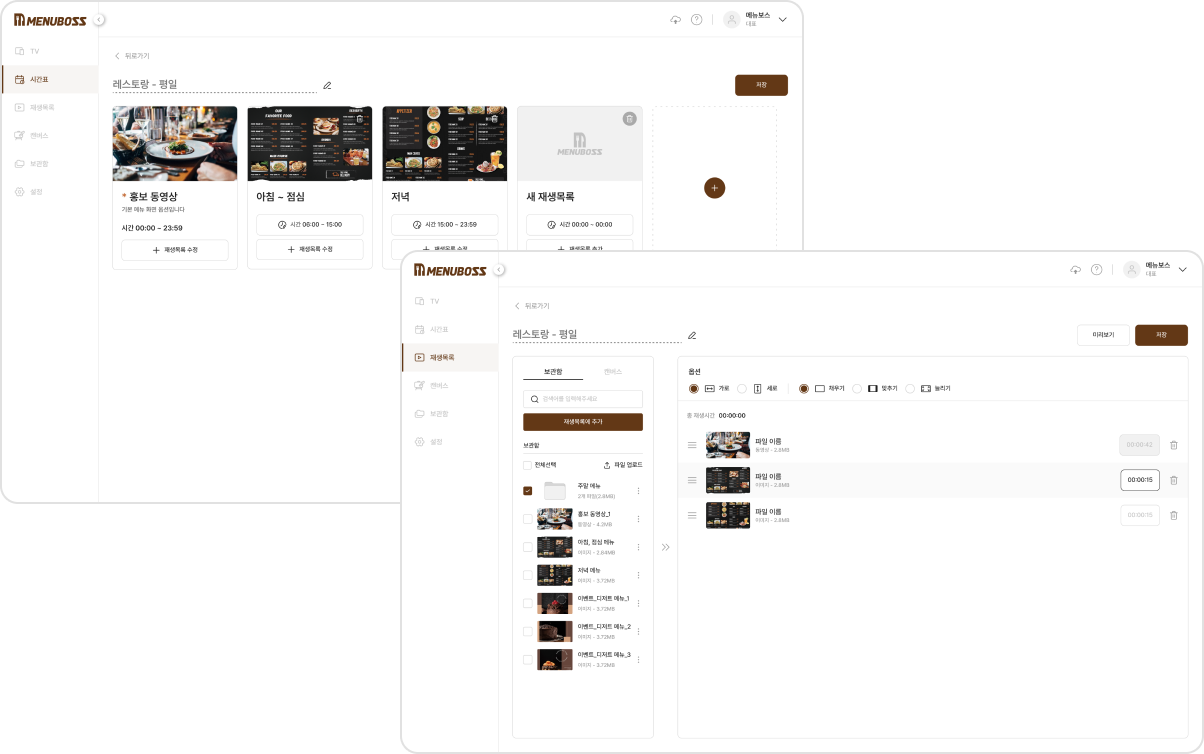 MENUBOSS
메뉴보스
대표
TV
시간표
재생목록
캔버스
보관함
설정
뒤로가기
레스토랑 - 평일
저장
OUR
FAVORITE FOOD
MENUBOSS
* 홍보 동영상
기본 메뉴 화면 옵션입니다
시간 00:00 ~ 23:59
재생목록 수정
아침 ~ 점심
시간 06:00 ~ 15:00
재생목록 수정
저녁
시간 15:00 ~ 23:59
재생목록 수정
새 재생목록
시간 00:00 ~ 00:00
재생목록 추가
MENUBOSS
메뉴보스
대표
TV
시간표
재생목록
캔버스
보관함
설정
뒤로가기
레스토랑 - 평일
미리보기
저장
보관함
캔버스
검색어를 입력해주세요
재생목록에 추가
보관함
전체선택
파일 업로드
주말 메뉴
2개 파일(2.8MB)
홍보 동영상_1
동영상 - 4.2MB
아침, 점심 메뉴
이미지 - 2.84MB
저녁 메뉴
이미지 - 3.72MB
이벤트_디저트 메뉴_1
이미지 - 3.72MB
이벤트_디저트 메뉴_2
이미지 - 3.72MB
이벤트_디저트 메뉴_3
이미지 - 3.72MB
옵션
가로
세로
채우기
맞추기
늘리기
총 재생시간 00:00:00
파일 이름
동영상 - 2.8MB
00:00:42
파일 이름
이미지 - 2.8MB
00:00:15
파일 이름
이미지 - 2.8MB
00:00:15